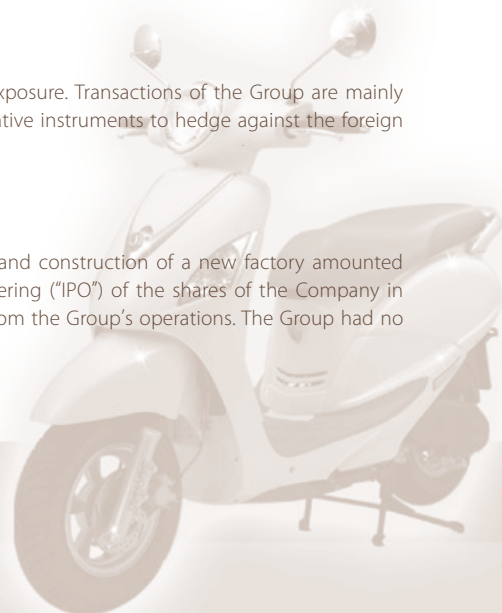 xposure. Transactions of the Group are mainly
ative instruments to hedge against the foreign
and construction of a new factory amounted
ering (“IPO”) of the shares of the Company in
om the Group’s operations. The Group had no